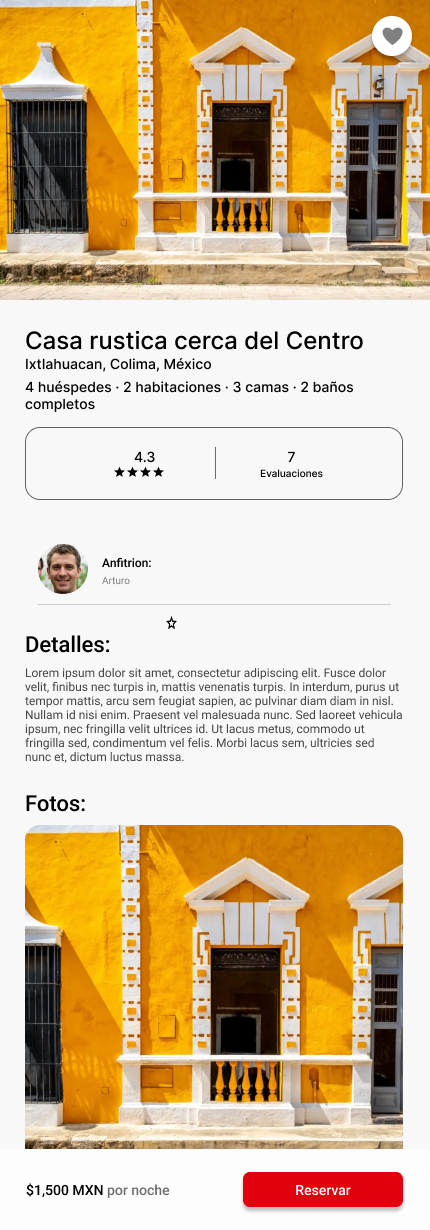 Casa rustica cerca del Centro
Ixtlahuacan, Colima, México
4 huéspedes · 2 habitaciones · 3 camas · 2 baños
completos
4.3
7
Evaluaciones
Anfitrion:
Arturo
Detalles:
Lorem ipsum dolor sit amet, consectetur adipiscing elit. Fusce dolor
velit, finibus nec turpis in, mattis venenatis turpis. In interdum, purus ut
tempor mattis, arcu sem feugiat sapien, ac pulvinar diam diam in nisl.
Nullam id nisi enim. Praesent vel malesuada nunc. Sed laoreet vehicula
ipsum, nec fringilla velit ultrices id. Ut lacus metus, commodo ut
fringilla sed, condimentum vel felis. Morbi lacus sem, ultricies sed
nunc et, dictum luctus massa.
Fotos:
$1,500 MXN por noche
Reservar